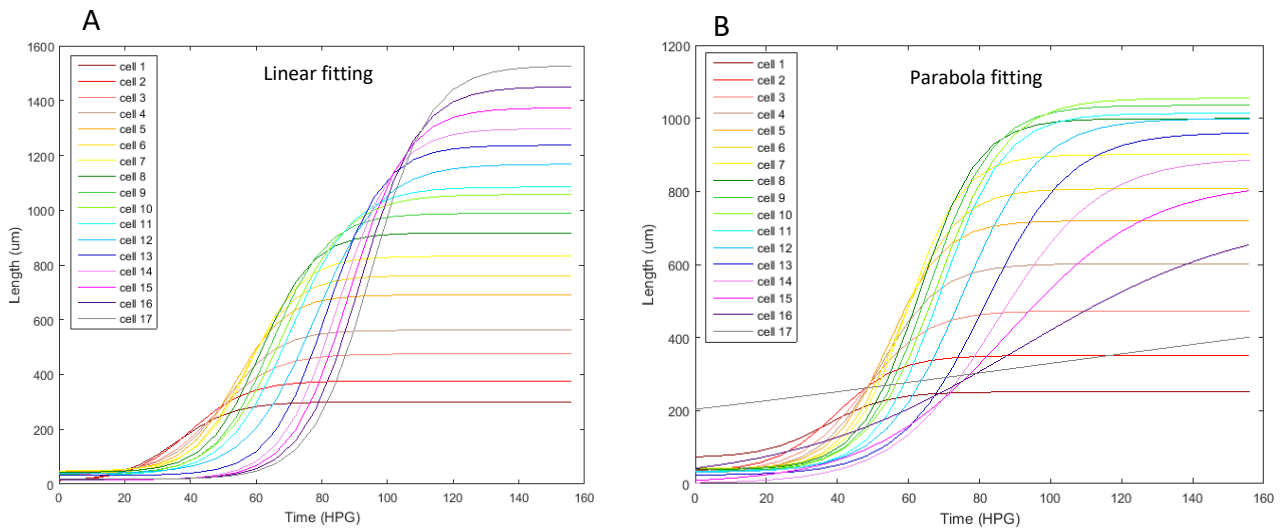 A
Linear fitting
1600
1400
1200
1000
800
600
400
200
0
Length (um)
cell 1
cell 2
cell 3
cell 4
cell 5
cell 6
cell 7
cell 8
cell 9
cell 10
cell 11
cell 12
cell 13
cell 14
cell 15
cell 16
cell 17
0 20 40 60 80 100 120 140 160
Time (HPG)
B
Parabola fitting
1200
1000
800
600
400
200
0
Length (um)
cell 1
cell 2
cell 3
cell 4
cell 5
cell 6
cell 7
cell 8
cell 9
cell 10
cell 11
cell 12
cell 13
cell 14
cell 15
cell 16
cell 17
0 20 40 60 80 100 120 140 160
Time (HPG)